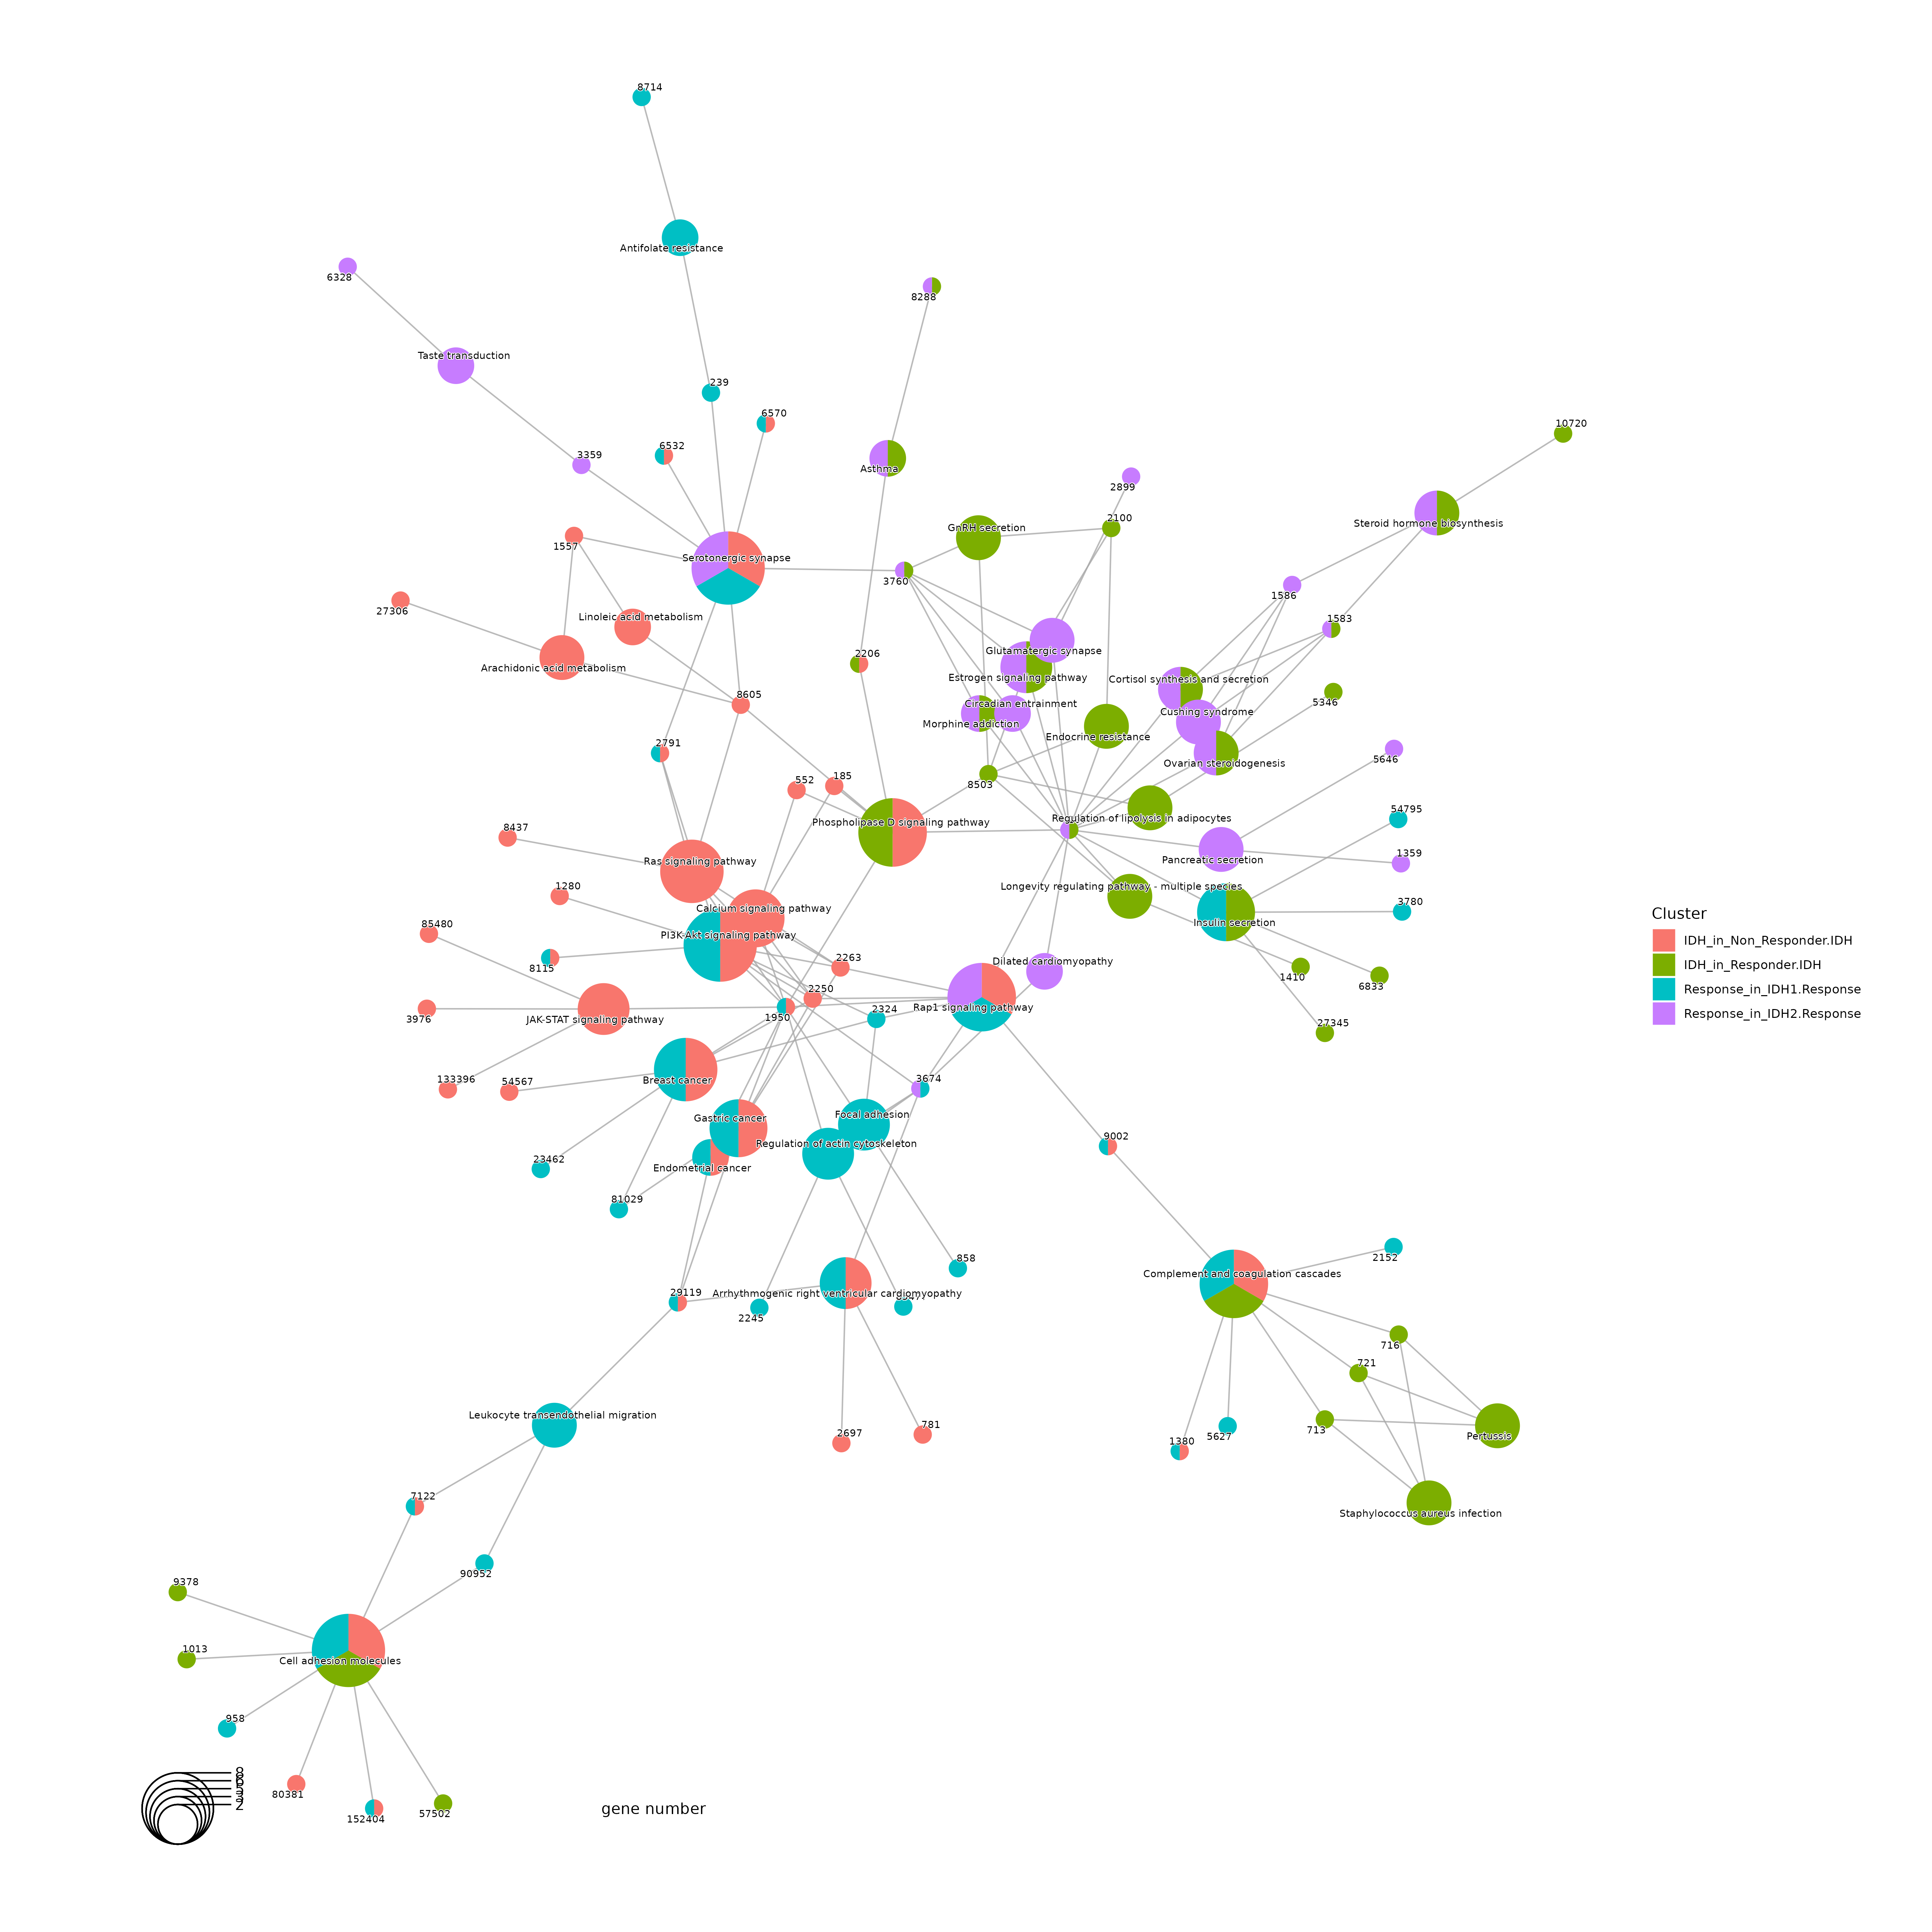 8714
Antifolate resistance
6328
8288
Taste transduction
239
6570
10720
6532
3359
Asthma
2899
2100
GnRH secretion
Steroid hormone biosynthesis
1557
Serotonergic synapse
3760
1586
27306
Linoleic acid metabolism
1583
Arachidonic acid metabolism
2206
Glutamatergic synapse
Estrogen signaling pathway
Cortisol synthesis and secretion
8605
Circadian entrainment
Morphine addiction
Cushing syndrome
5346
Endocrine resistance
2791
Ovarian steroidogenesis
5646
552
185
8503
54795
8437
Phospholipase D signaling pathway
Regulation of lipolysis in adipocytes
Ras signaling pathway
Pancreatic secretion
1359
1280
Longevity regulating pathway - multiple species
3780
Calcium signaling pathway
Insulin secretion
85480
PI3K-Akt signaling pathway
8115
2263
Dilated cardiomyopathy
1410
6833
2250
3976
JAK-STAT signaling pathway
1950
2324
Rap1 signaling pathway
27345
133396
54567
Breast cancer
3674
Gastric cancer
Focal adhesion
Regulation of actin cytoskeleton
9002
23462
Endometrial cancer
81029
858
2152
Complement and coagulation cascades
29119
2245
Arrhythmogenic right ventricular cardiomyopathy
716
721
Leukocyte transendothelial migration
2697
781
1380
5627
713
Pertussis
7122
Staphylococcus aureus infection
90952
9378
1013
Cell adhesion molecules
958
80381
152404
57502
8
6
5
3
2
gene number
Cluster
IDH_in_Non_Responder.IDH
IDH_in_Responder.IDH
Response_in_IDH1.Response
Response_in_IDH2.Response